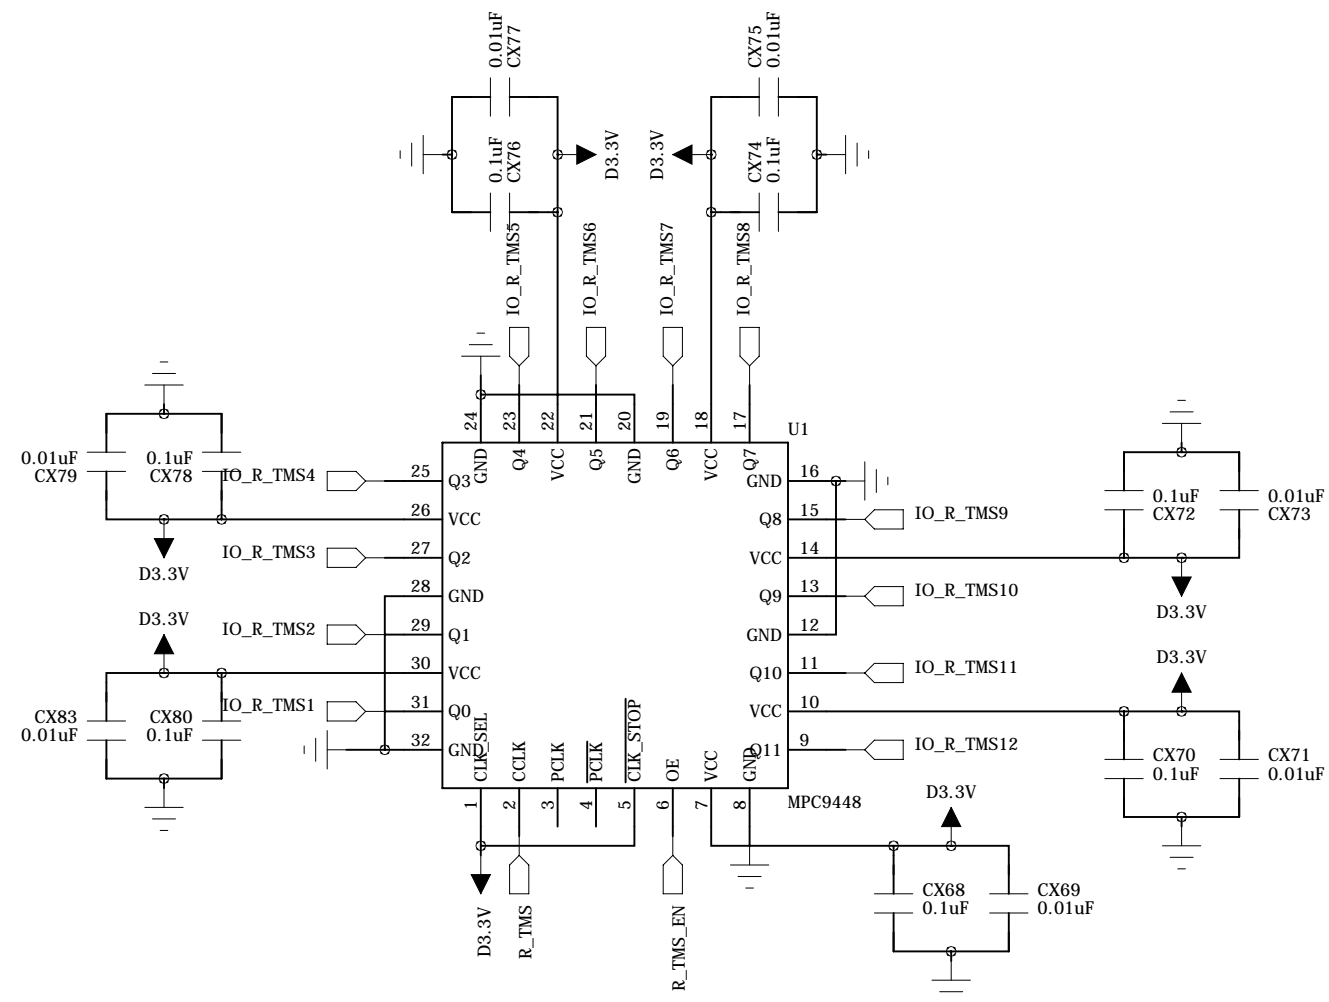 0.01uF
CX77
CX75
0.01uF
0.1uF
CX76
D3.3V
D3.3V
CX74
0.1uF
IO_R_TMS5
IO_R_TMS6
IO_R_TMS7
IO_R_TMS8
24
23
22
21
20
19
18
17
U1
GND
Q4
VCC
Q5
GND
Q6
VCC
Q7
0.01uF
CX79
0.1uF
CX78
IO_R_TMS4
25
Q3
GND
16
26
VCC
Q8
15
IO_R_TMS9
0.1uF
CX72
0.01uF
CX73
D3.3V
IO_R_TMS3
27
Q2
VCC
14
28
GND
Q9
13
IO_R_TMS10
D3.3V
D3.3V
IO_R_TMS2
29
Q1
GND
12
30
VCC
Q10
11
IO_R_TMS11
D3.3V
CX83
0.01uF
CX80
0.1uF
IO_R_TMS1
31
Q0
VCC
10
32
GND
Q11
9
IO_R_TMS12
CX70
0.1uF
CX71
0.01uF
CLK_SEL
CCLK
PCLK
PCLK
CLK_STOP
OE
VCC
GND
1
2
3
4
5
6
7
8
MPC9448
D3.3V
CX68
0.1uF
CX69
0.01uF
D3.3V
R_TMS
R_TMS_EN